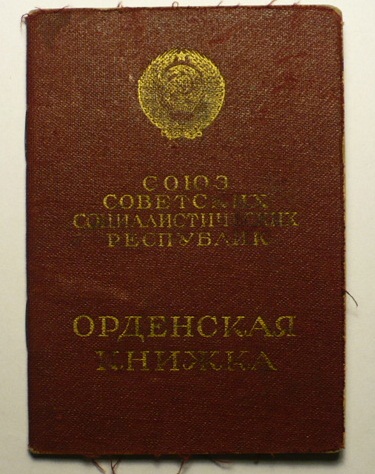 СОЮЗ
СОВЕТСКИХ
СОЦИАЛИСТИЧЕСКИХ
РЕСПУБЛИК
ОРДЕНСКАЯ
КНИЖКА